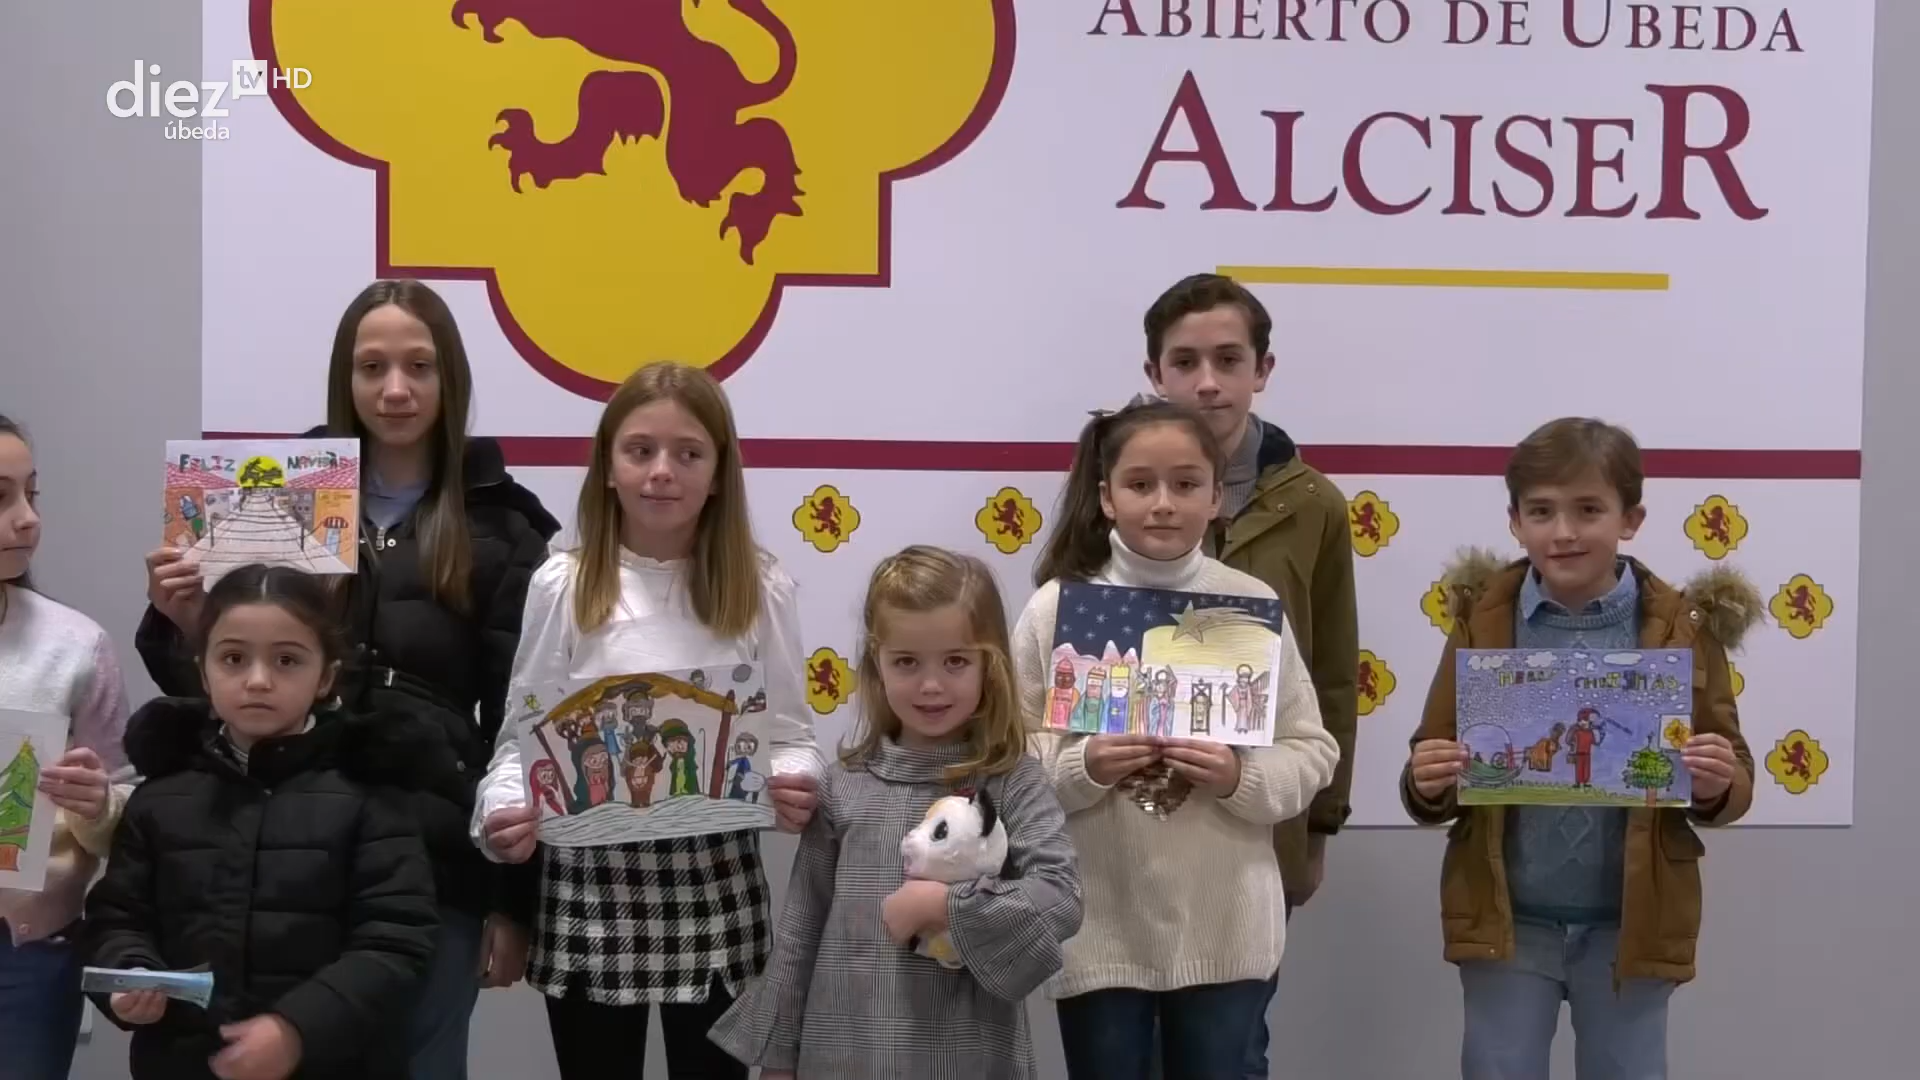 ABIERTO DE ÚBEDA
ALCISER
diez tv HD
úbeda
FELIZ NAVIDAD
MERRY CHRISTMAS